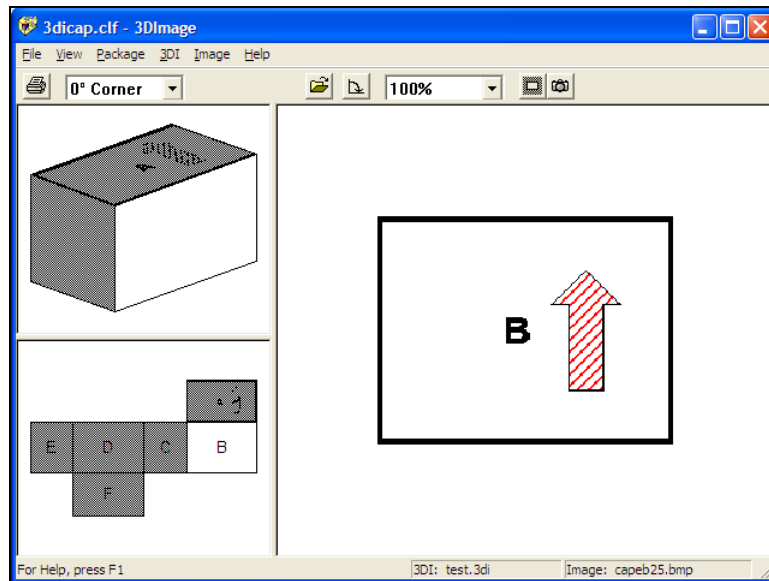 3dicap.clf - 3DImage
File View Package 3DI Image Help
0° Corner 100%
A
B
E D C B
F
For Help, press F1 3DI: test.3di Image: capeb25.bmp